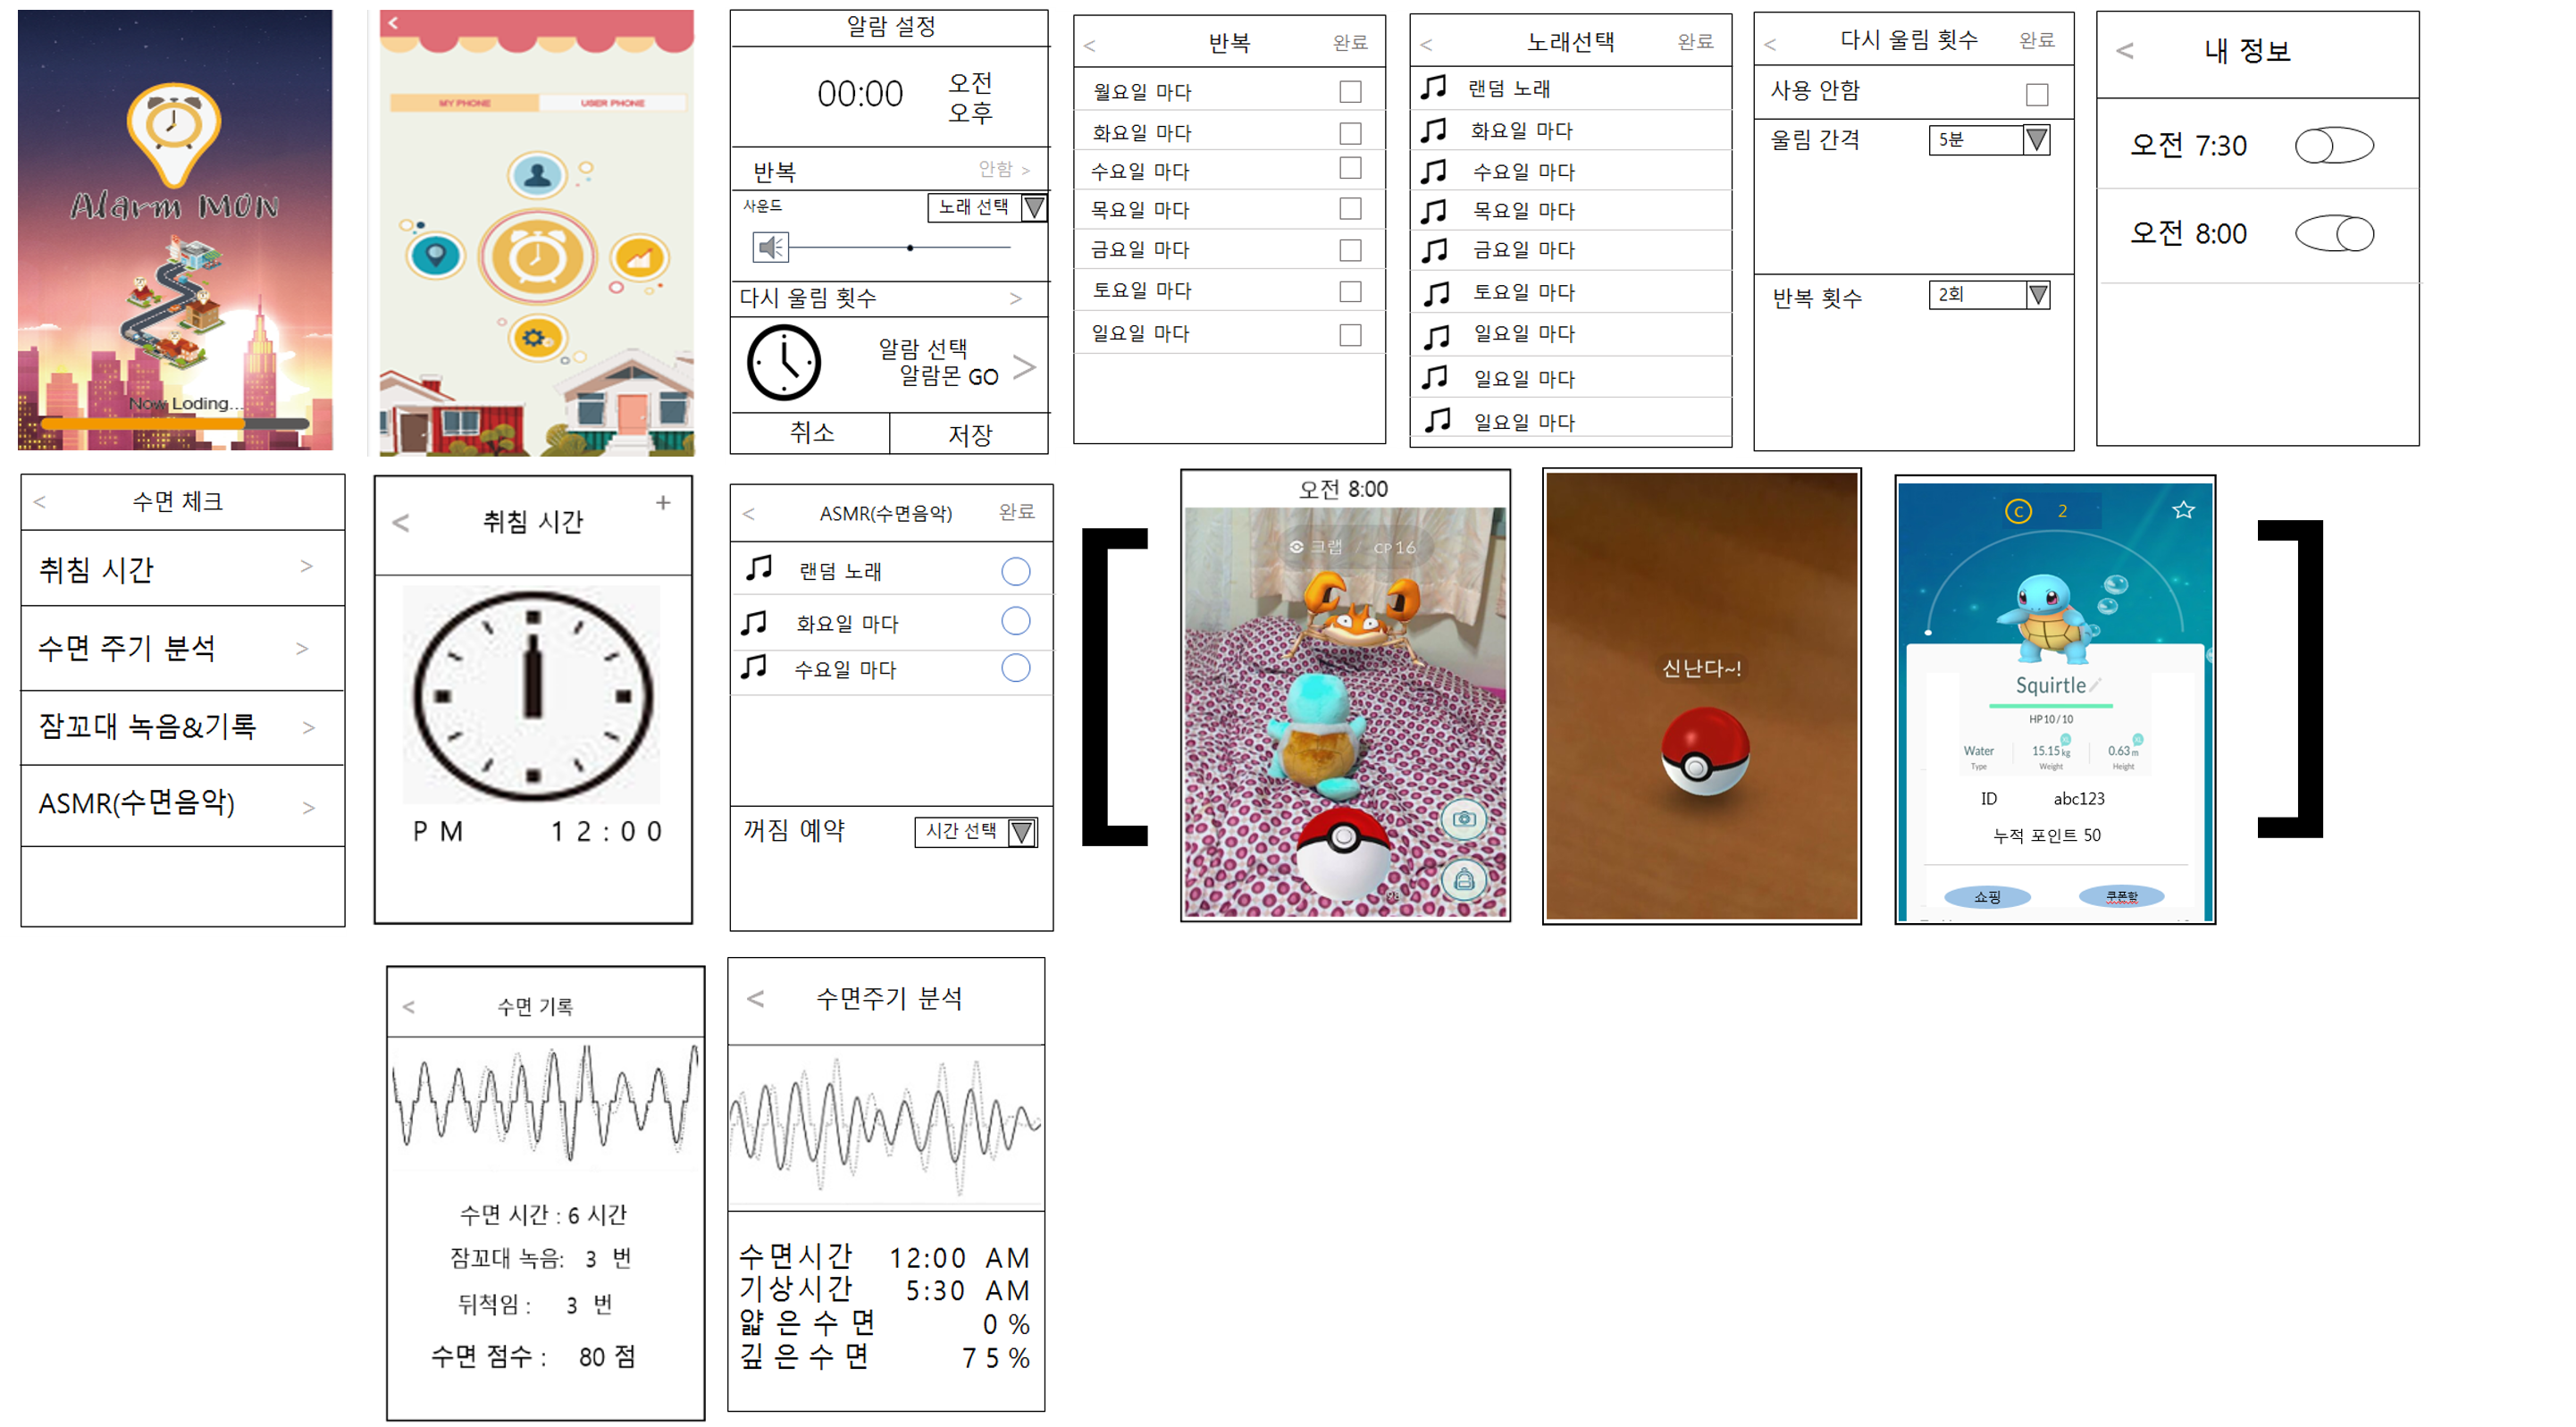 Alarm MON
Now Loding...
MY PHONE
USER PHONE
알람 설정
00:00
오전
오후
반복
안함 >
사운드
노래 선택
다시 울림 횟수
>
알람 선택
알람몬 GO
>
취소
저장
<
반복
완료
월요일 마다
화요일 마다
수요일 마다
목요일 마다
금요일 마다
토요일 마다
일요일 마다
<
노래선택
완료
랜덤 노래
화요일 마다
수요일 마다
목요일 마다
금요일 마다
토요일 마다
일요일 마다
일요일 마다
일요일 마다
<
다시 울림 횟수
완료
사용 안함
울림 간격
5분
반복 횟수
2회
<
내 정보
오전 7:30
오전 8:00
<
수면 체크
취침 시간 >
수면 주기 분석 >
잠꼬대 녹음&기록 >
ASMR(수면음악) >
<
취침 시간
+
PM 12:00
<
ASMR(수면음악)
완료
랜덤 노래
화요일 마다
수요일 마다
꺼짐 예약
시간 선택
[
오전 8:00
크랩 / CP16
신난다~!
C 2
Squirtle
HP10/10
Water
15.15 kg
0.63 m
Type
Weight
Height
ID abc123
누적 포인트 50
쇼핑
쿠폰함
]
<
수면 기록
수면 시간 : 6 시간
잠꼬대 녹음: 3 번
뒤척임 : 3 번
수면 점수 : 80 점
<
수면주기 분석
수면시간 12:00 AM
기상시간 5:30 AM
얇은수면 0 %
깊은수면 75%